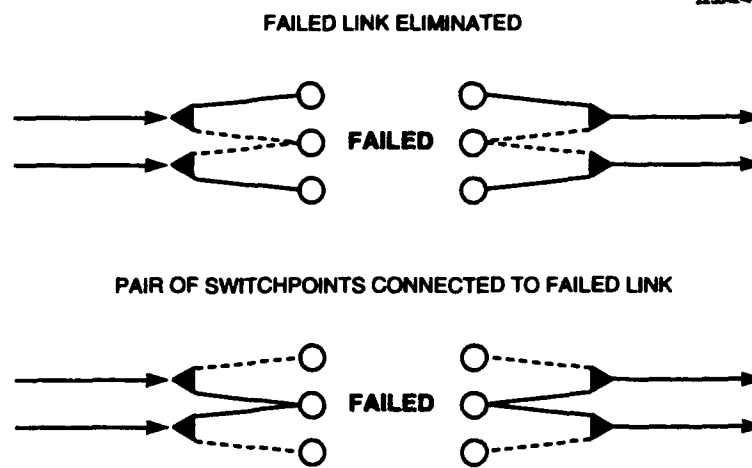 FAILED LINK ELIMINATED
FAILED
PAIR OF SWITCHPOINTS CONNECTED TO FAILED LINK
FAILED